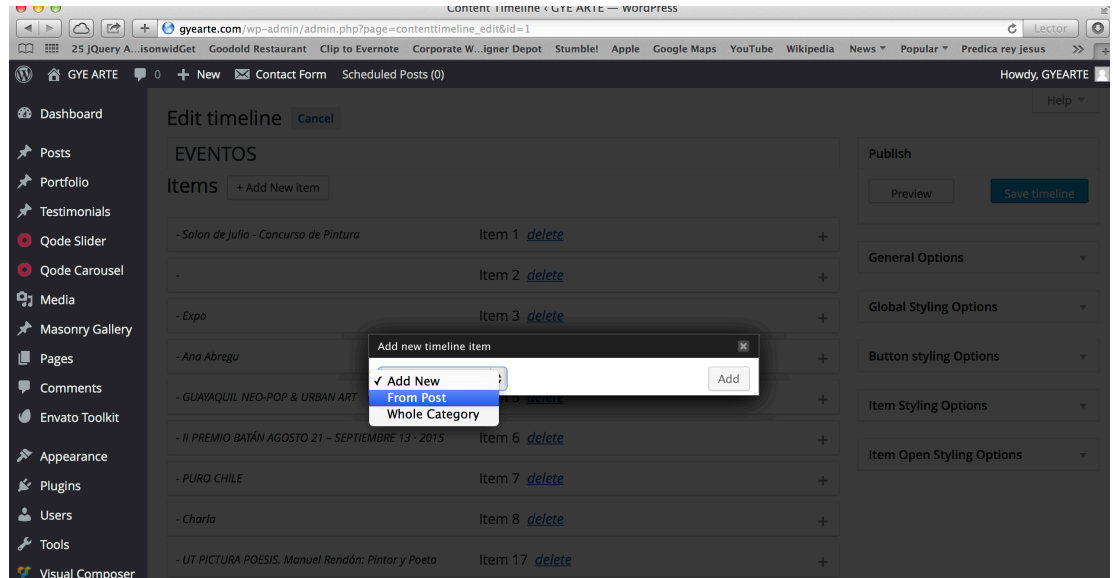 Content Timeline ‹ GYE ARTE — WordPress
gyearte.com/wp-admin/admin.php?page=contenttimeline_edit&id=1
Lector
25 jQuery A...isonwidGet Goodold Restaurant Clip to Evernote Corporate W...igner Depot Stumble! Apple Google Maps YouTube Wikipedia News Popular Predica rey jesus
GYE ARTE 0 + New Contact Form Scheduled Posts (0) Howdy, GYEARTE
Help
Dashboard
Posts
Portfolio
Testimonials
Qode Slider
Qode Carousel
Media
Masonry Gallery
Pages
Comments
Envato Toolkit
Appearance
Plugins
Users
Tools
Visual Composer
Edit timeline Cancel
EVENTOS
Items + Add New item
- Salon de Julio - Concurso de Pintura Item 1 delete +
- Item 2 delete +
- Expo Item 3 delete +
- Ana Abregu +
- GUAYAQUIL NEO-POP & URBAN ART
- II PREMIO BATÁN AGOSTO 21 – SEPTIEMBRE 13 · 2015 Item 6 delete +
- PURO CHILE Item 7 delete +
- Charla Item 8 delete +
- UT PICTURA POESIS. Manuel Rendón: Pintor y Poeta Item 17 delete +
Add new timeline item
✓ Add New
From Post
Whole Category
Add
Publish
Preview Save timeline
General Options
Global Styling Options
Button styling Options
Item Styling Options
Item Open Styling Options